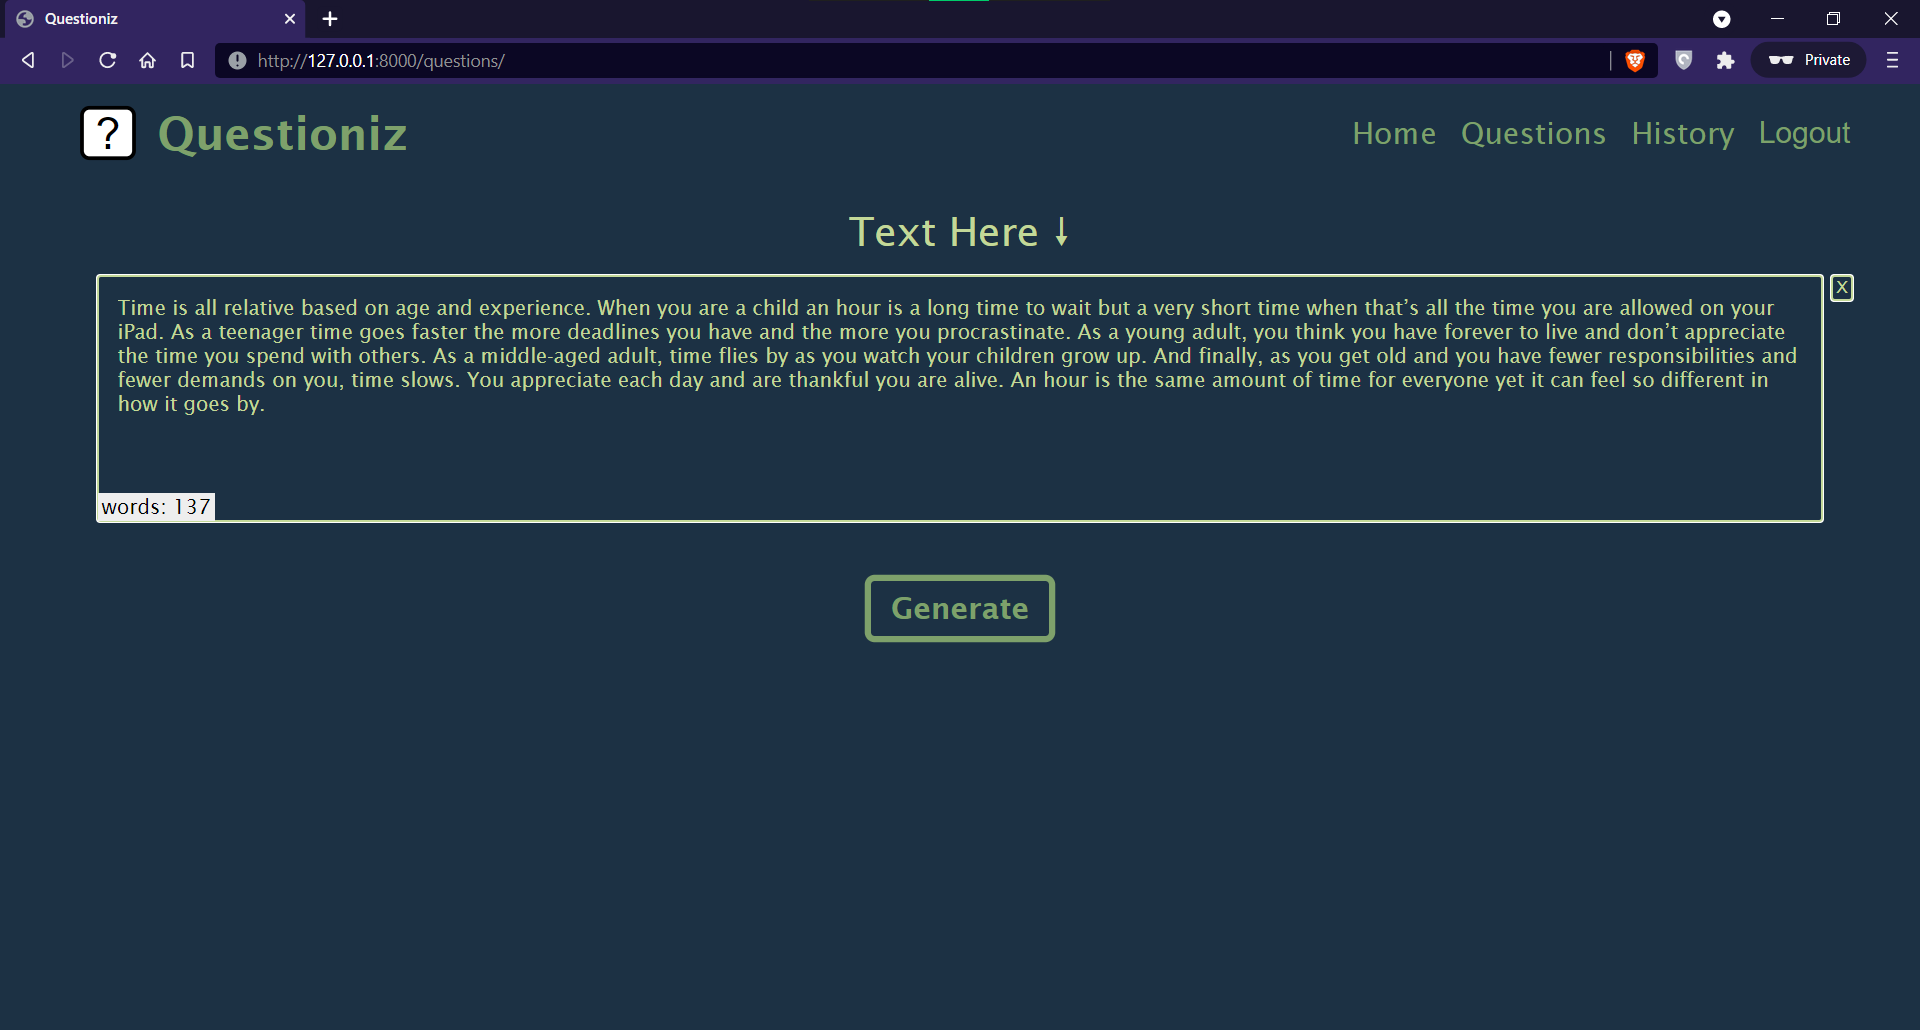 Questioniz
http://127.0.0.1:8000/questions/
Private
? Questioniz
Home Questions History Logout
Text Here ↓
X
Time is all relative based on age and experience. When you are a child an hour is a long time to wait but a very short time when that’s all the time you are allowed on your
iPad. As a teenager time goes faster the more deadlines you have and the more you procrastinate. As a young adult, you think you have forever to live and don’t appreciate
the time you spend with others. As a middle-aged adult, time flies by as you watch your children grow up. And finally, as you get old and you have fewer responsibilities and
fewer demands on you, time slows. You appreciate each day and are thankful you are alive. An hour is the same amount of time for everyone yet it can feel so different in
how it goes by.
words: 137
Generate